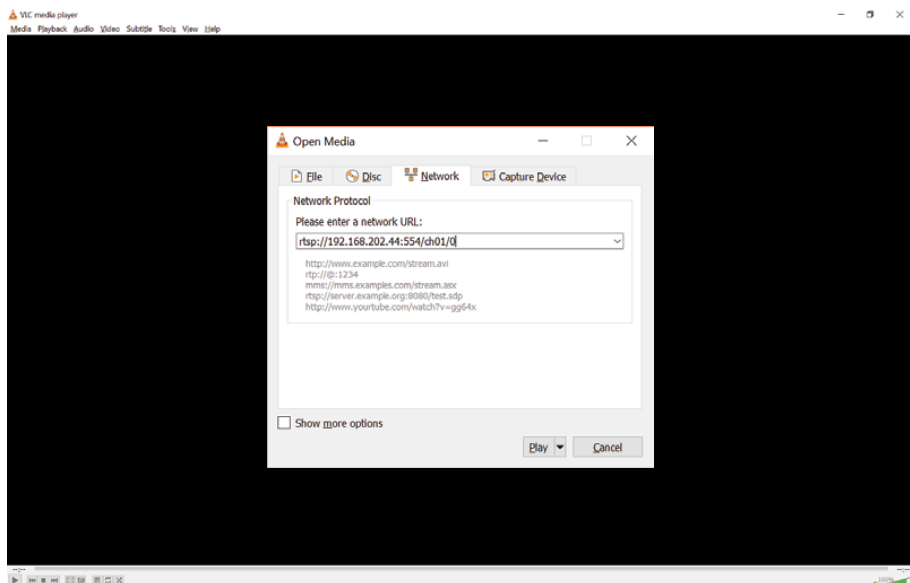 VLC media player
Media Playback Audio Video Subtitle Tools View Help
Open Media
File Disc Network Capture Device
Network Protocol
Please enter a network URL:
rtsp://192.168.202.44:554/ch01/0
http://www.example.com/stream.avi
rtp://@:1234
mms://mms.examples.com/stream.asx
rtsp://server.example.org:8080/test.sdp
http://www.yourtube.com/watch?v=gg64x
Show more options
Play Cancel
--:-- --:--
100%